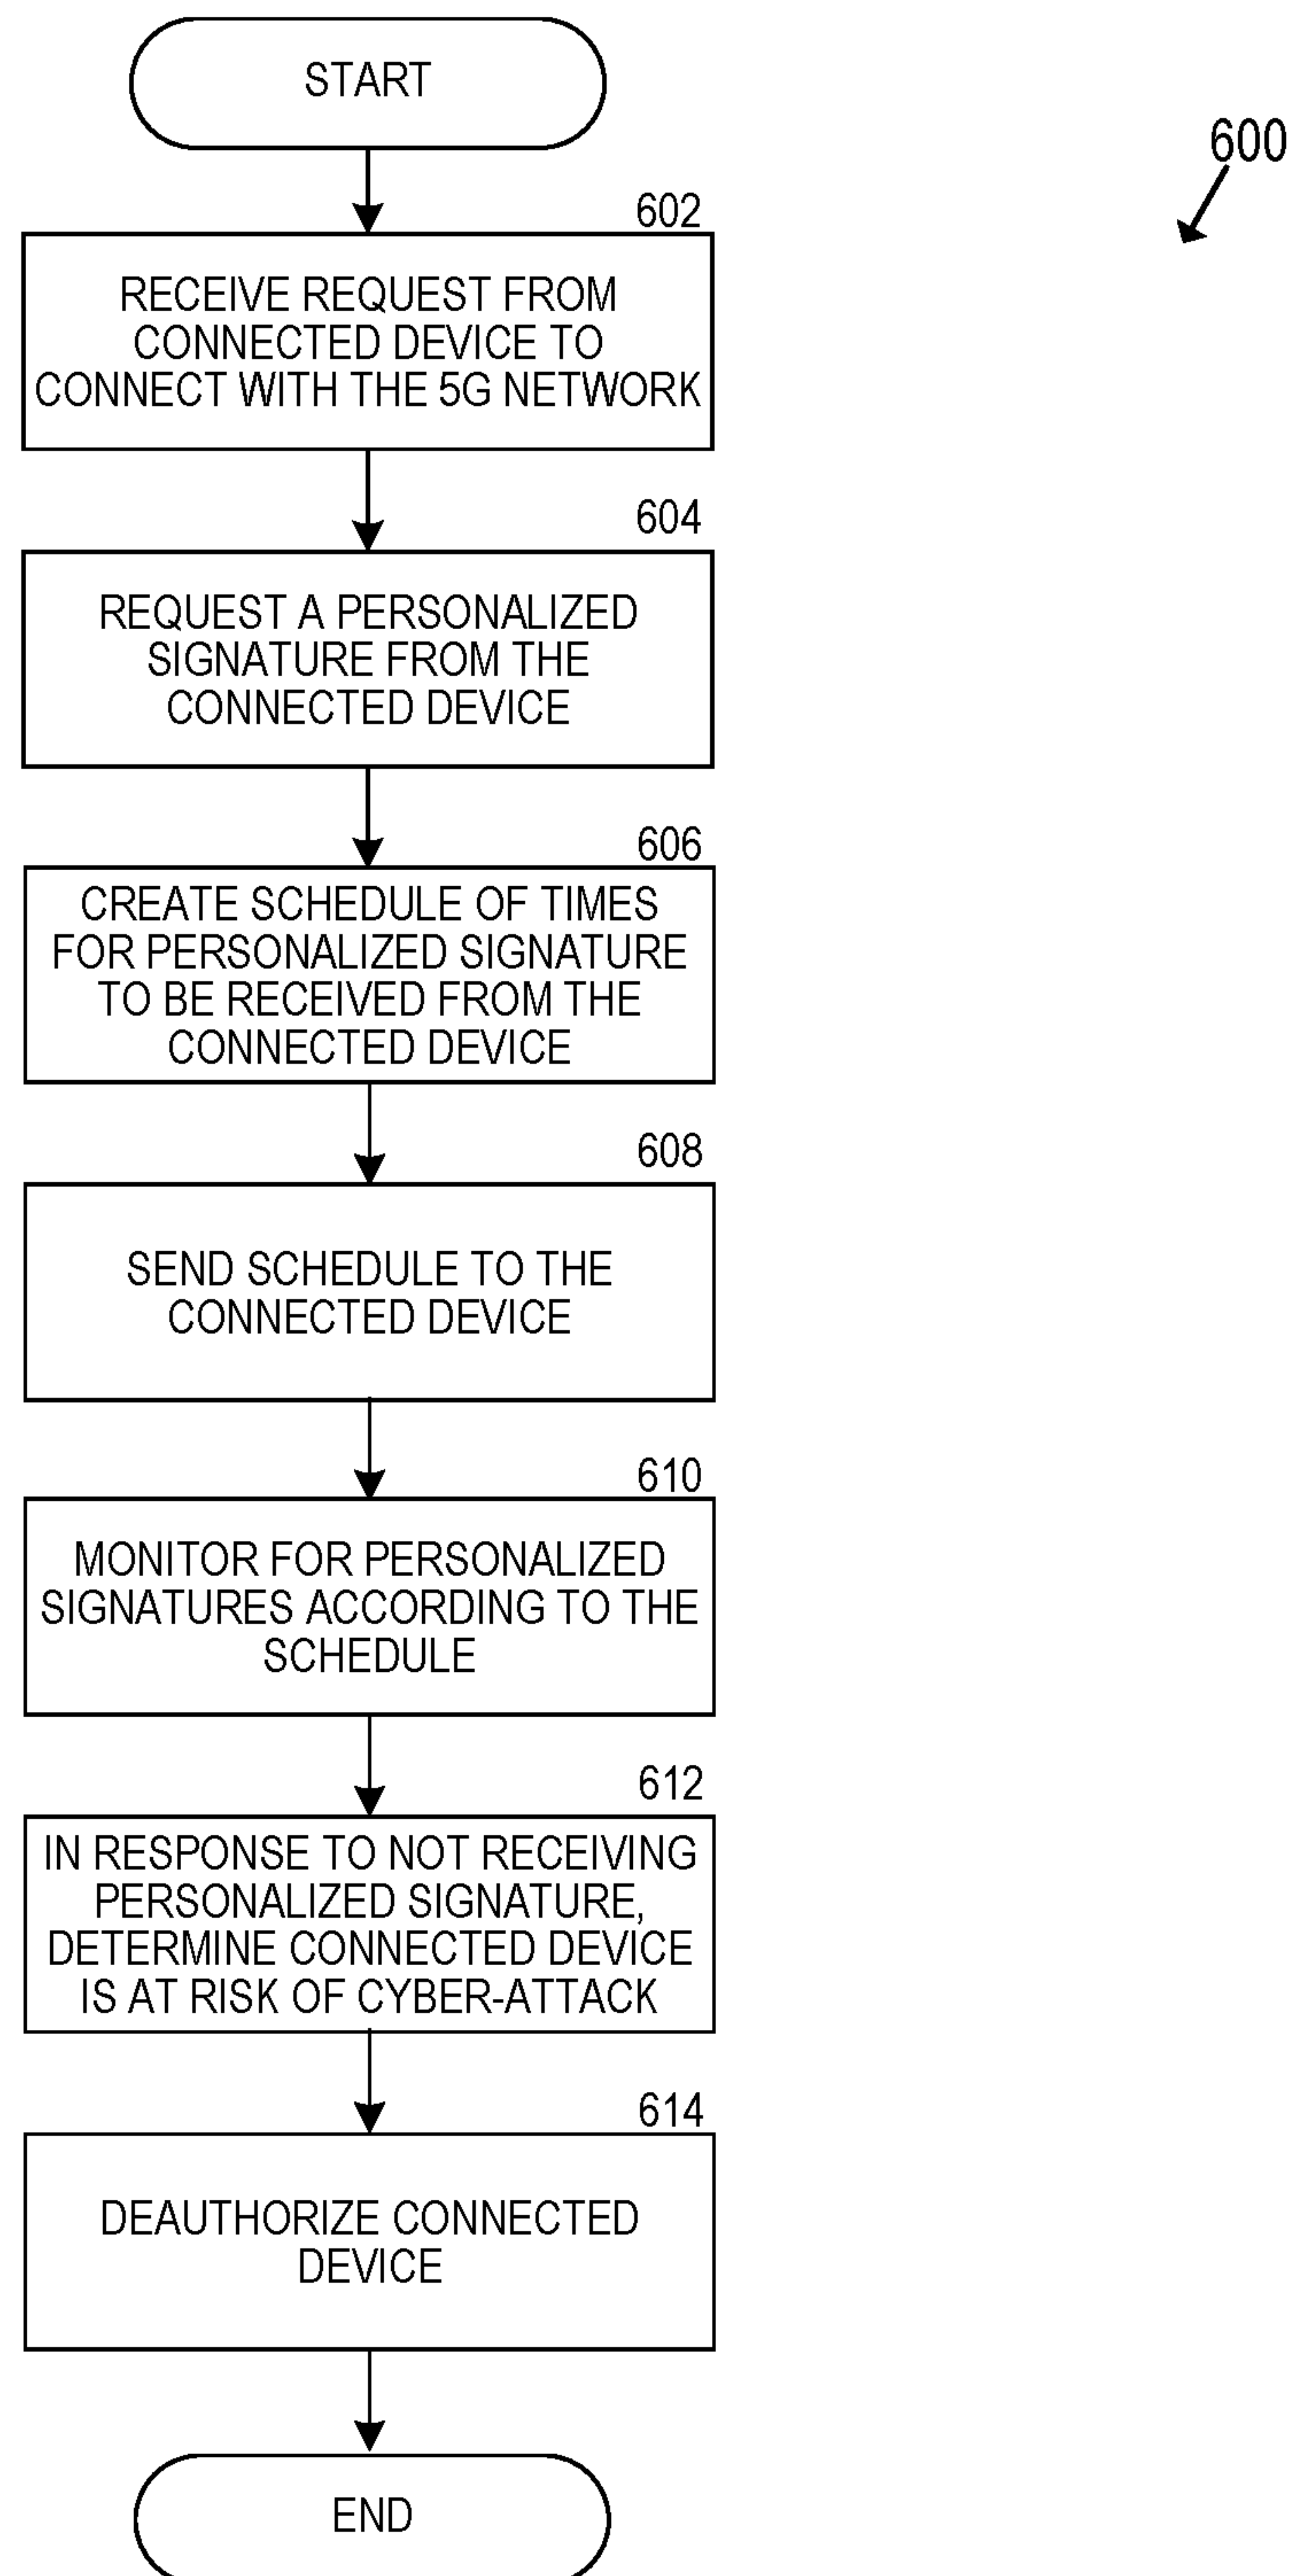 START
600
602
RECEIVE REQUEST FROM
CONNECTED DEVICE TO
CONNECT WITH THE 5G NETWORK
604
REQUEST A PERSONALIZED
SIGNATURE FROM THE
CONNECTED DEVICE
606
CREATE SCHEDULE OF TIMES
FOR PERSONALIZED SIGNATURE
TO BE RECEIVED FROM THE
CONNECTED DEVICE
608
SEND SCHEDULE TO THE
CONNECTED DEVICE
610
MONITOR FOR PERSONALIZED
SIGNATURES ACCORDING TO THE
SCHEDULE
612
IN RESPONSE TO NOT RECEIVING
PERSONALIZED SIGNATURE,
DETERMINE CONNECTED DEVICE
IS AT RISK OF CYBER-ATTACK
614
DEAUTHORIZE CONNECTED
DEVICE
END